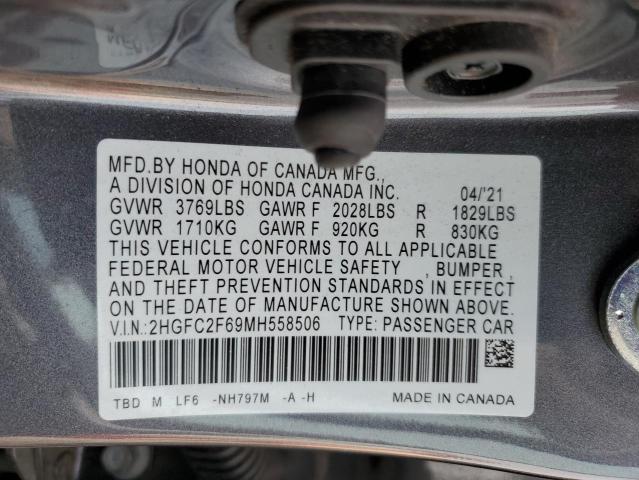 MFD.BY HONDA OF CANADA MFG.,
A DIVISION OF HONDA CANADA INC. 04/'21
GVWR 3769LBS GAWR F 2028LBS R 1829LBS
GVWR 1710KG GAWR F 920KG R 830KG
THIS VEHICLE CONFORMS TO ALL APPLICABLE
FEDERAL MOTOR VEHICLE SAFETY , BUMPER ,
AND THEFT PREVENTION STANDARDS IN EFFECT
ON THE DATE OF MANUFACTURE SHOWN ABOVE.
V.I.N.:2HGFC2F69MH558506 TYPE: PASSENGER CAR
TBD M LF6 -NH797M -A -H MADE IN CANADA